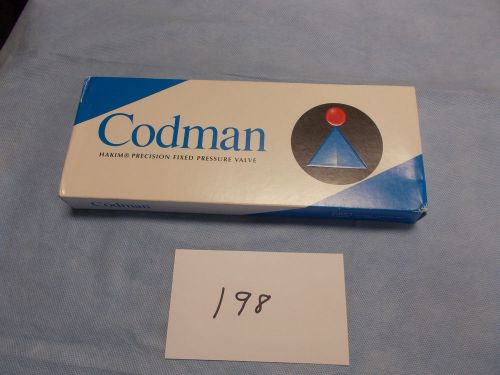 Codman
HAKIM® PRECISION FIXED PRESSURE VALVE
Codman
198